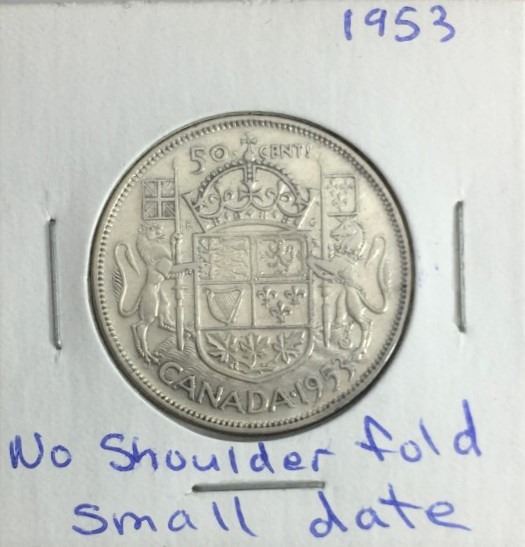 1953
50 CENTS
CANADA·1953
No Shoulder fold
small date